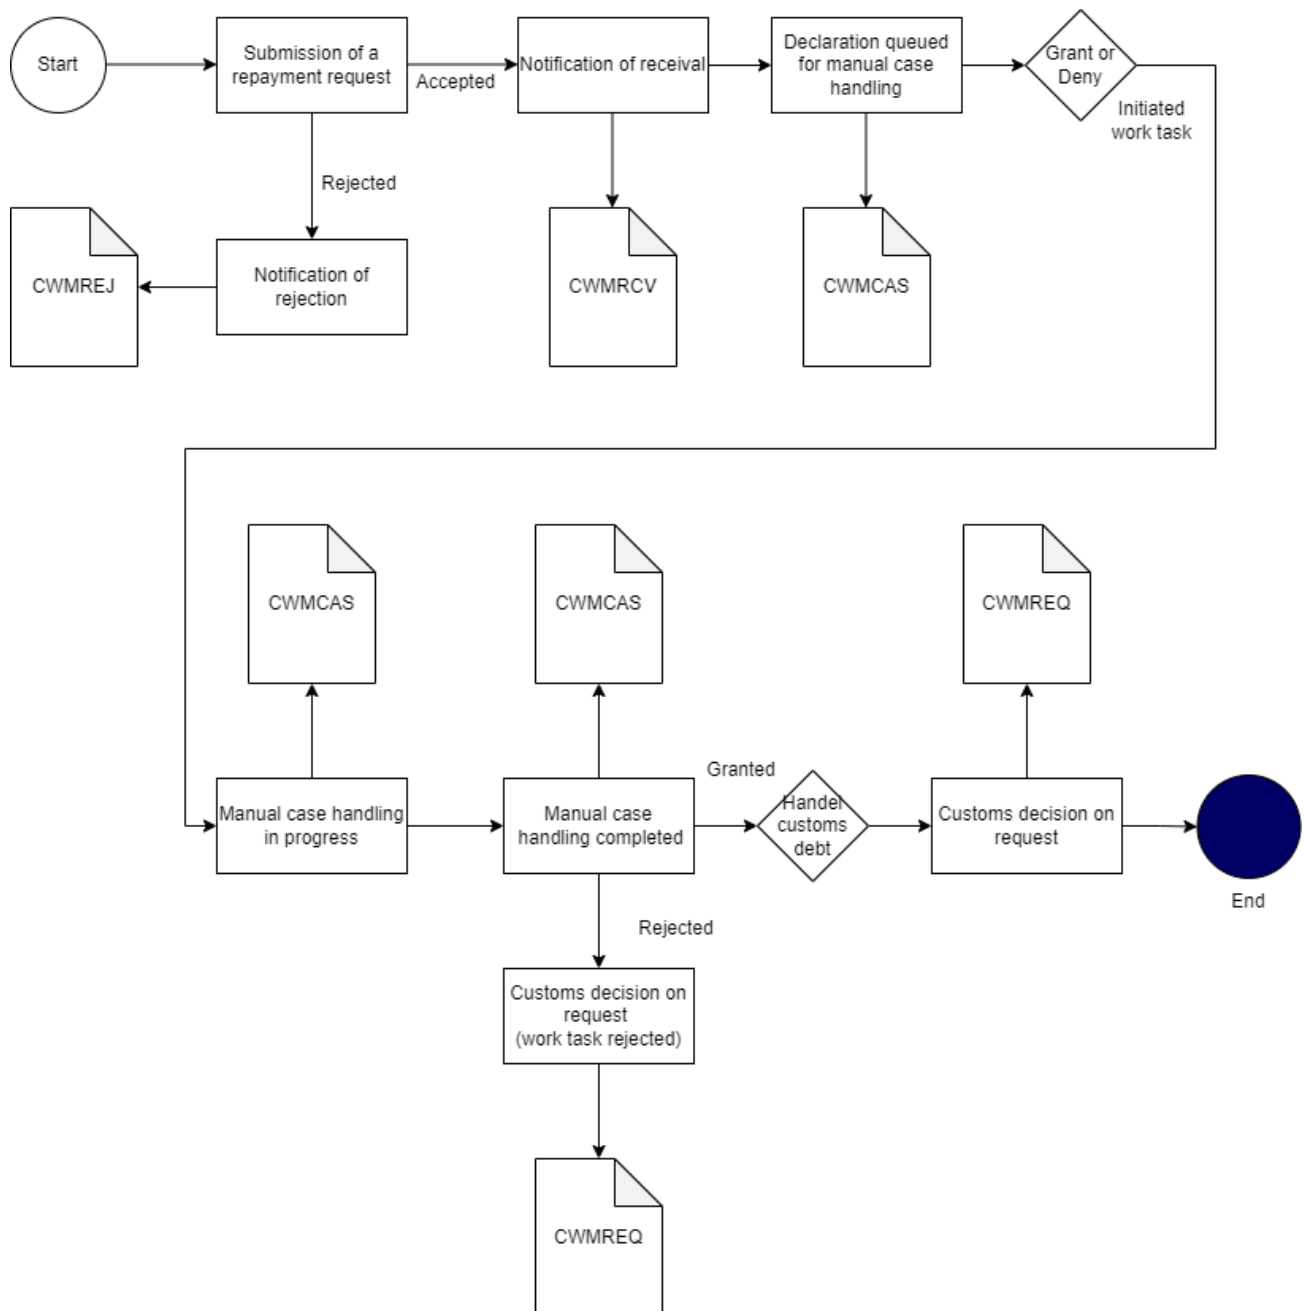 Start
Submission of a
repayment request
Accepted
Notification of receival
Declaration queued
for manual case
handling
Grant or
Deny
Initiated
work task
Rejected
CWMREJ
Notification of
rejection
CWMRCV
CWMCAS
CWMCAS
CWMCAS
CWMREQ
Manual case handling
in progress
Manual case
handling completed
Granted
Handel
customs
debt
Customs decision on
request
End
Rejected
Customs decision on
request
(work task rejected)
CWMREQ